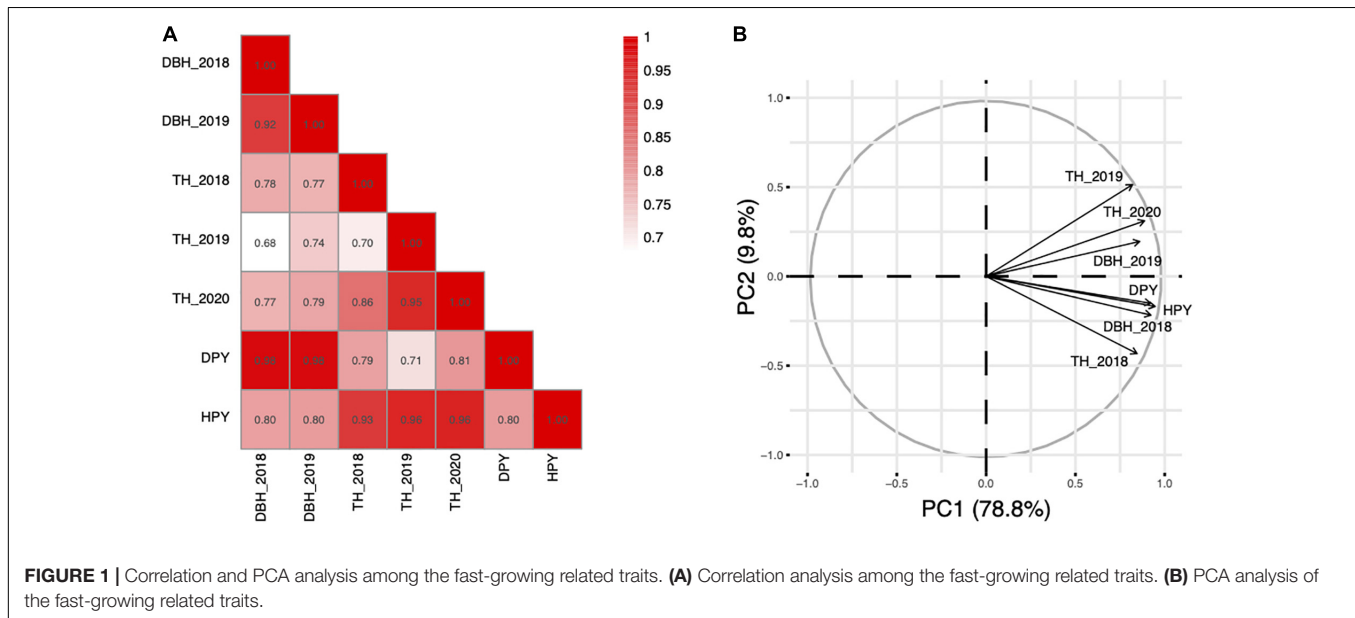 A
DBH_2018
DBH_2019
TH_2018
TH_2019
TH_2020
DPY
HPY
1.00
0.92
0.78 0.77 1.00
0.68 0.74 0.70 1.00
0.77 0.79 0.86 0.95 1.00
0.79 0.71 0.81 1.00
0.80 0.80 0.93 0.96 0.80 1.00
DBH_2018
DBH_2019
TH_2018
TH_2019
TH_2020
DPY
HPY
1
0.95
0.9
0.85
0.8
0.75
0.7
B
PC2 (9.8%)
1.0
0.5
0.0
−0.5
−1.0
TH_2019
TH_2020
DBH_2019
DPY
HPY
DBH_2018
TH_2018
−1.0 −0.5 0.0 0.5 1.0
PC1 (78.8%)
FIGURE 1 | Correlation and PCA analysis among the fast-growing related traits. (A) Correlation analysis among the fast-growing related traits. (B) PCA analysis of
the fast-growing related traits.